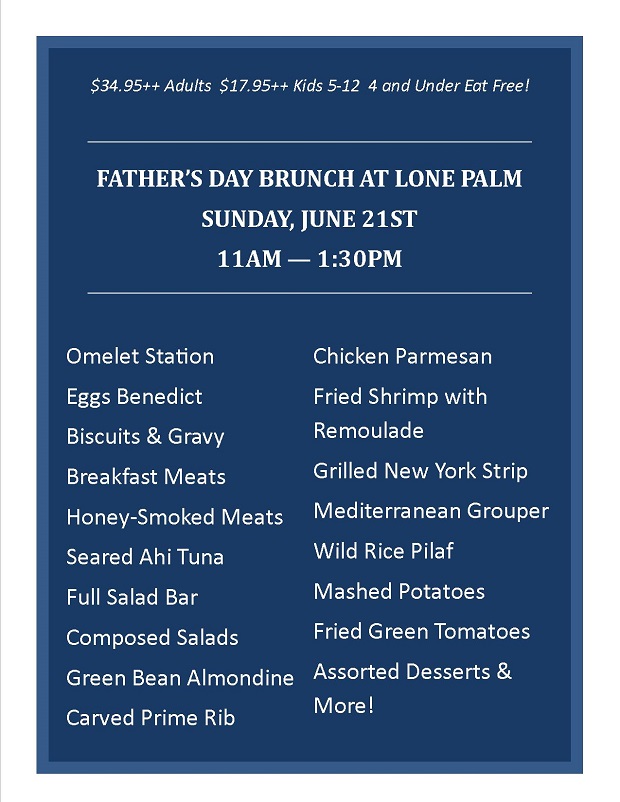 $34.95++ Adults  $17.95++ Kids 5-12  4 and Under Eat Free!
FATHER’S DAY BRUNCH AT LONE PALM
SUNDAY, JUNE 21ST
11AM — 1:30PM
Omelet Station
Eggs Benedict
Biscuits & Gravy
Breakfast Meats
Honey-Smoked Meats
Seared Ahi Tuna
Full Salad Bar
Composed Salads
Green Bean Almondine
Carved Prime Rib
Chicken Parmesan
Fried Shrimp with
Remoulade
Grilled New York Strip
Mediterranean Grouper
Wild Rice Pilaf
Mashed Potatoes
Fried Green Tomatoes
Assorted Desserts &
More!